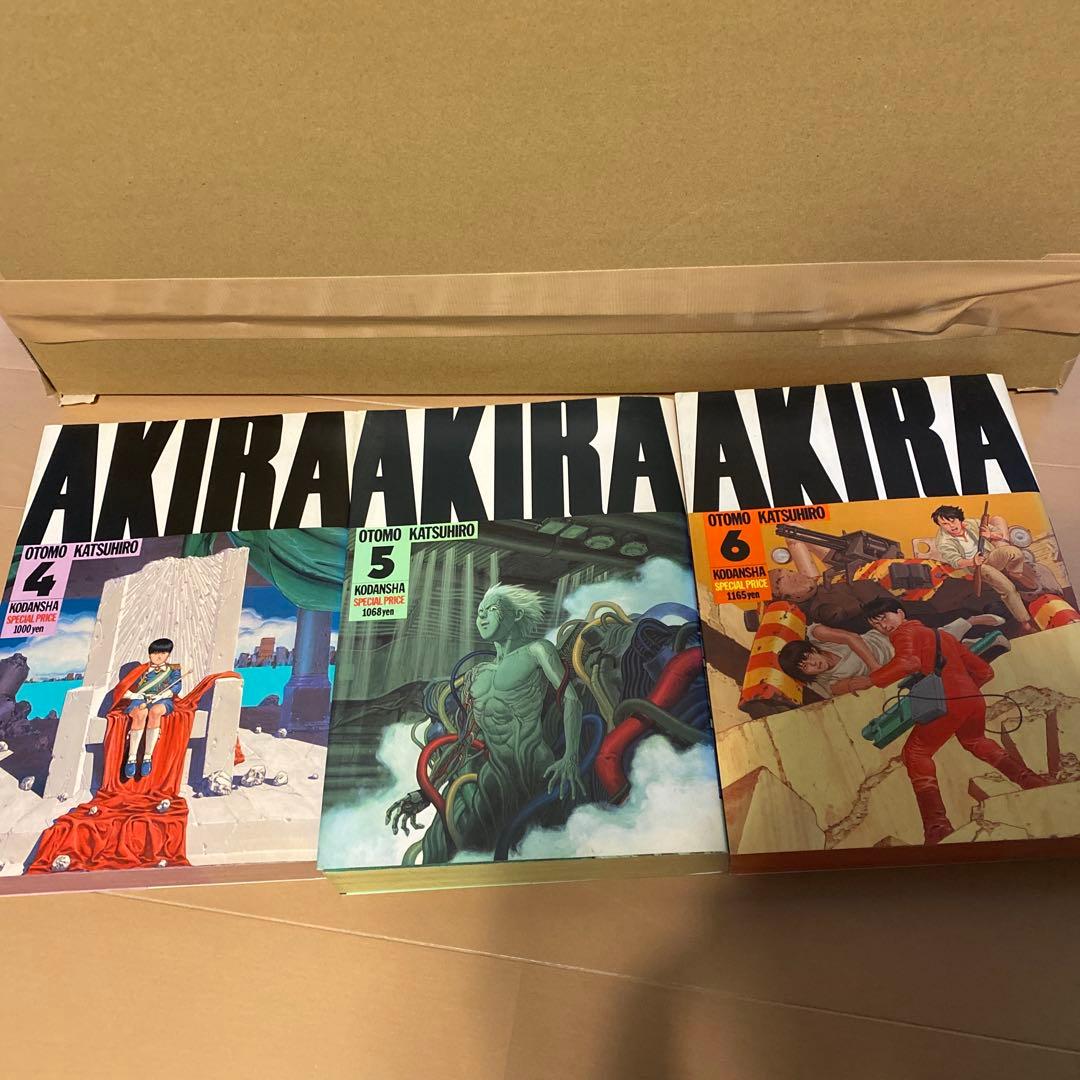 AKIRA
OTOMO KATSUHIRO
4
KODANSHA
SPECIAL PRICE
1000yen
AKIRA
OTOMO KATSUHIRO
5
KODANSHA
SPECIAL PRICE
1068yen
AKIRA
OTOMO KATSUHIRO
6
KODANSHA
SPECIAL PRICE
1165yen